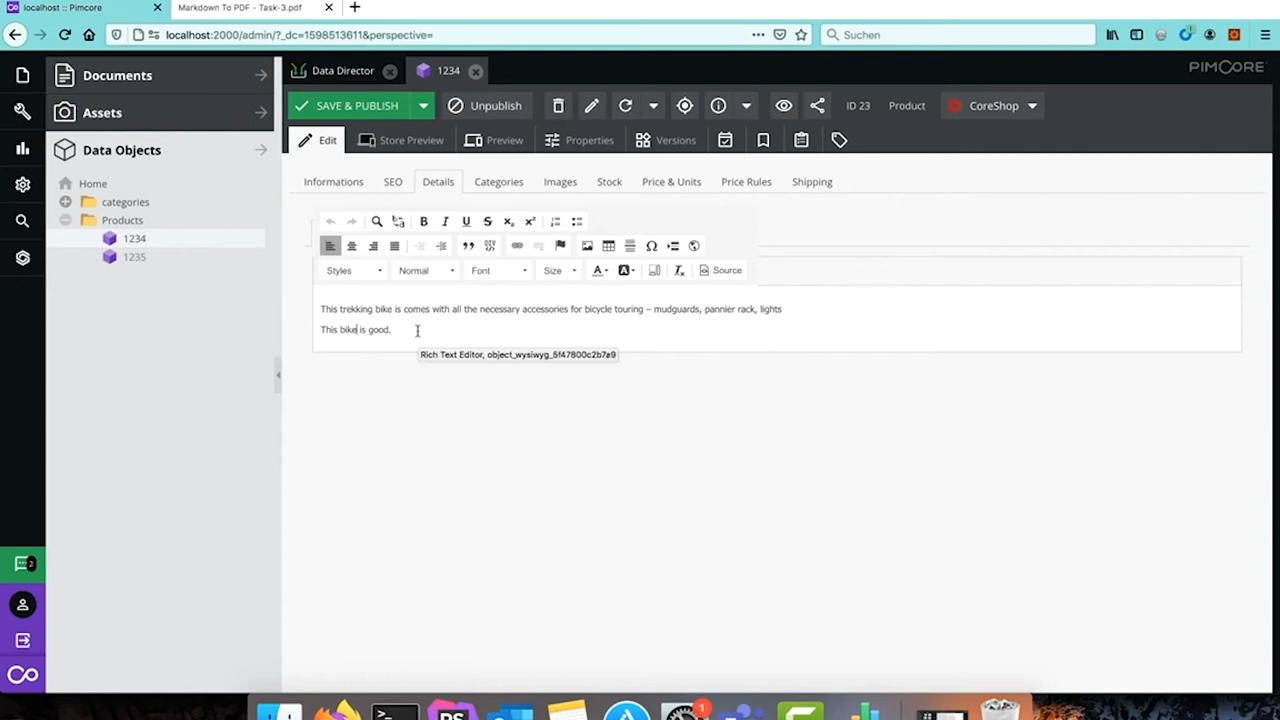 localhost :: Pimcore
Markdown To PDF - Task-3.pdf
localhost:2000/admin/?_dc=1598513611&perspective=
Suchen
Documents
Assets
Data Objects
Home
categories
Products
1234
1235
Data Director
1234
PIMCORE
SAVE & PUBLISH
Unpublish
ID 23
Product
CoreShop
Edit
Store Preview
Preview
Properties
Versions
Informations
SEO
Details
Categories
Images
Stock
Price & Units
Price Rules
Shipping
Styles
Normal
Font
Size
Source
This trekking bike is comes with all the necessary accessories for bicycle touring – mudguards, pannier rack, lights
This bike is good.
Rich Text Editor, object_wysiwyg_5f47800c2b7a9
2
PS
1